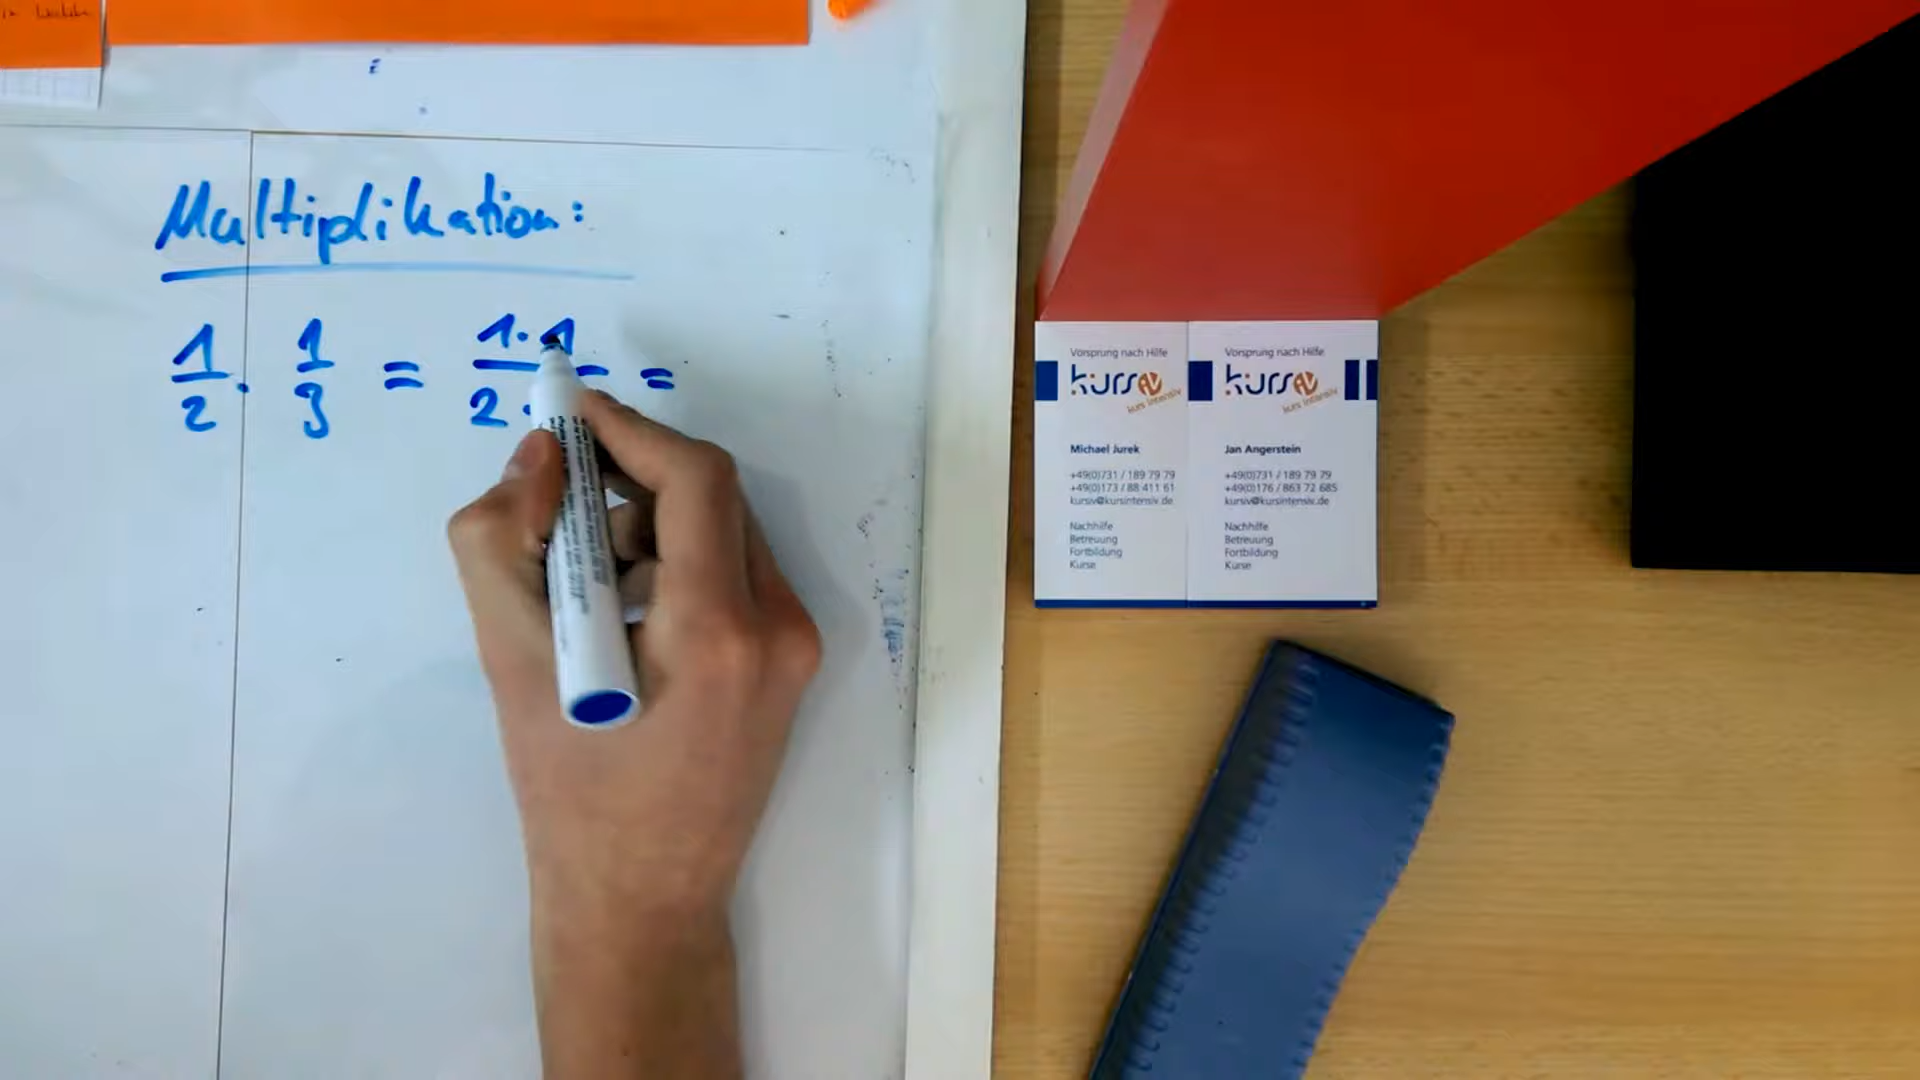 Multiplikation:
1/2 · 1/3 = 1·1/2· =
Vorsprung nach Hilfe
kursiv
kurs intensiv
Michael Jurek
+49(0)731 / 189 79 79
+49(0)173 / 88 411 61
kursiv@kursintensiv.de
Nachhilfe
Betreuung
Fortbildung
Kurse
Vorsprung nach Hilfe
kursiv
kurs intensiv
Jan Angerstein
+49(0)731 / 189 79 79
+49(0)176 / 863 72 685
kursiv@kursintensiv.de
Nachhilfe
Betreuung
Fortbildung
Kurse